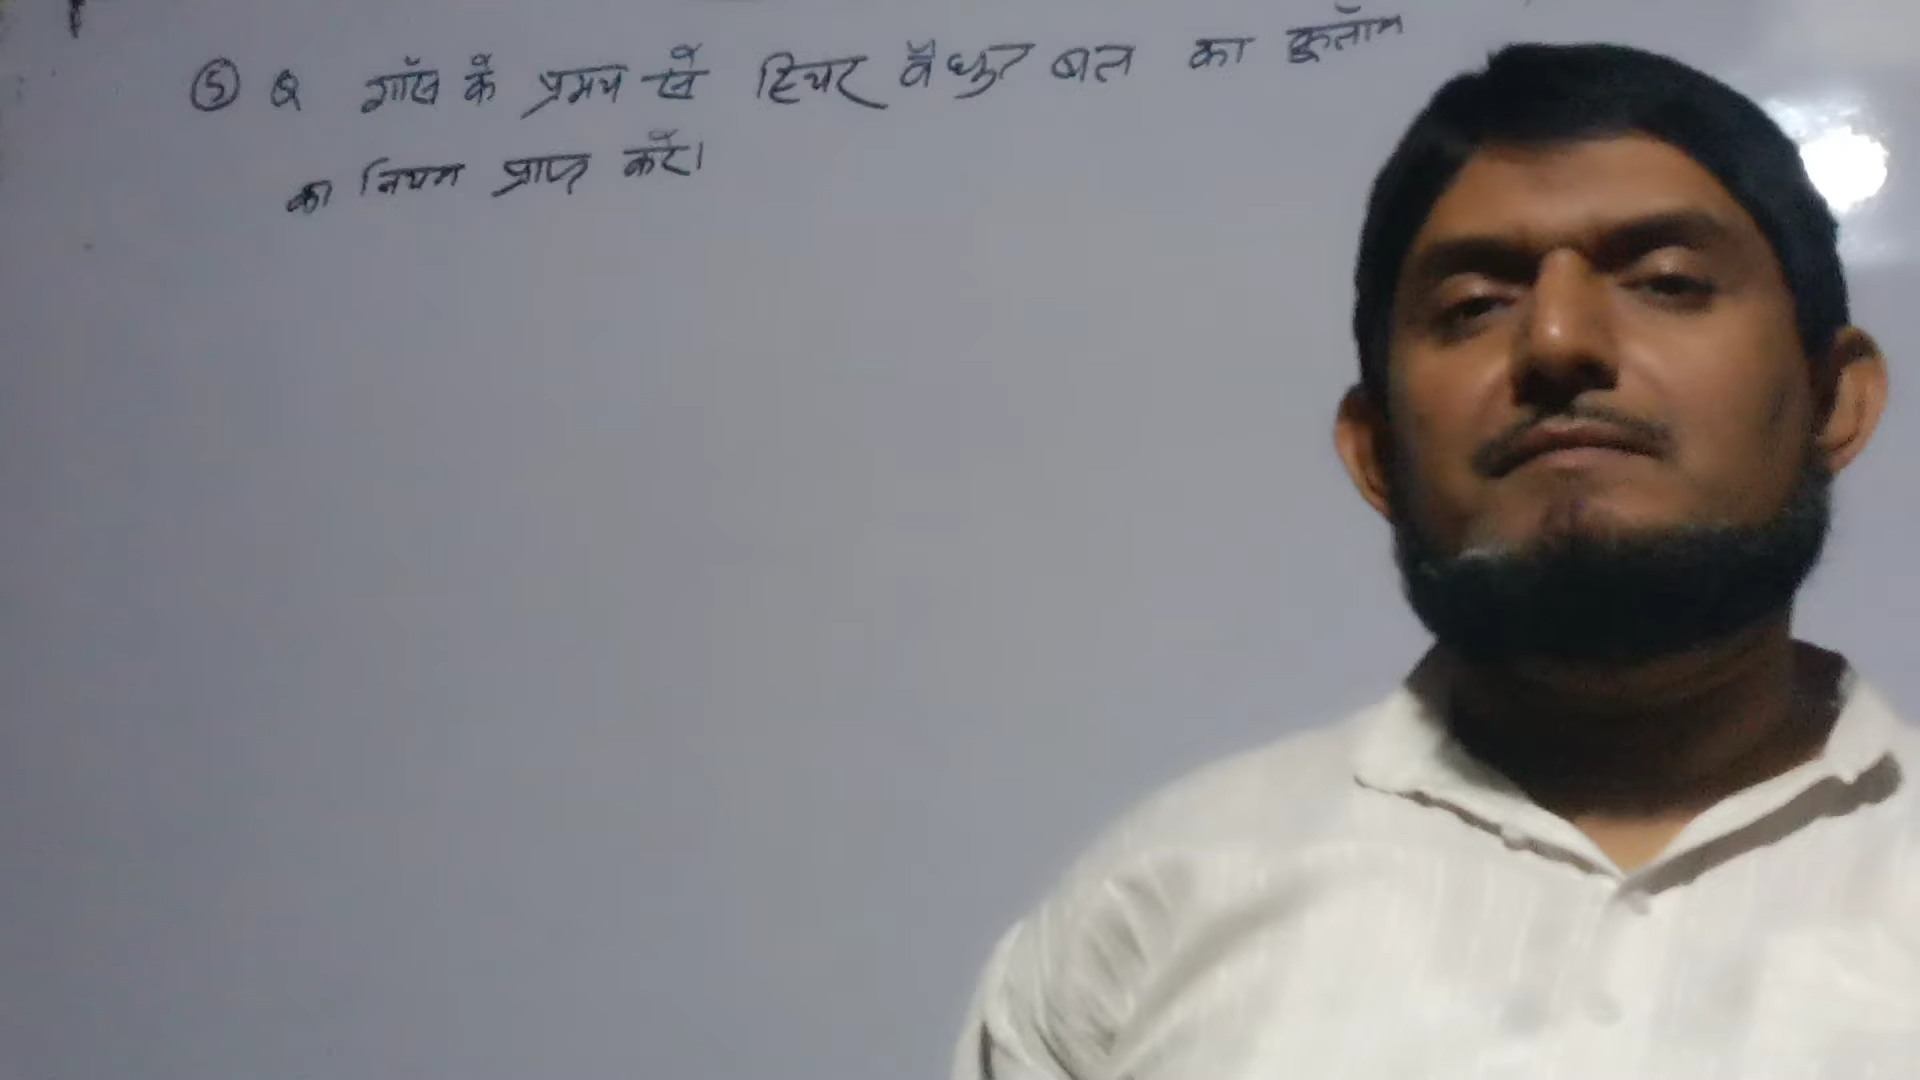 ⑤ Q गॉस के प्रमेय से स्थिर वैधुत बल का कूलॉम
का नियम प्राप्त करें।